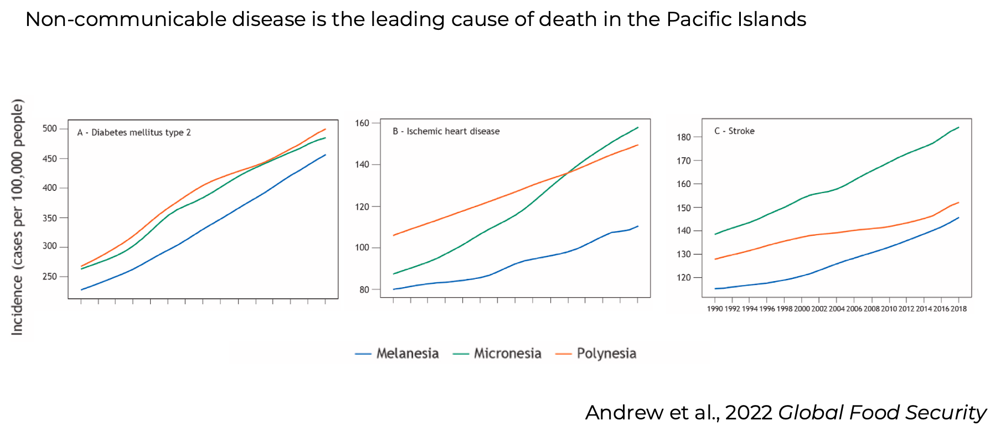 Non-communicable disease is the leading cause of death in the Pacific Islands
Incidence (cases per 100,000 people)
A - Diabetes mellitus type 2
500
450
400
350
300
250
B - Ischemic heart disease
160
140
120
100
80
C - Stroke
180
170
160
150
140
130
120
1990 1992 1994 1996 1998 2000 2002 2004 2006 2008 2010 2012 2014 2016 2018
Melanesia Micronesia Polynesia
Andrew et al., 2022 Global Food Security